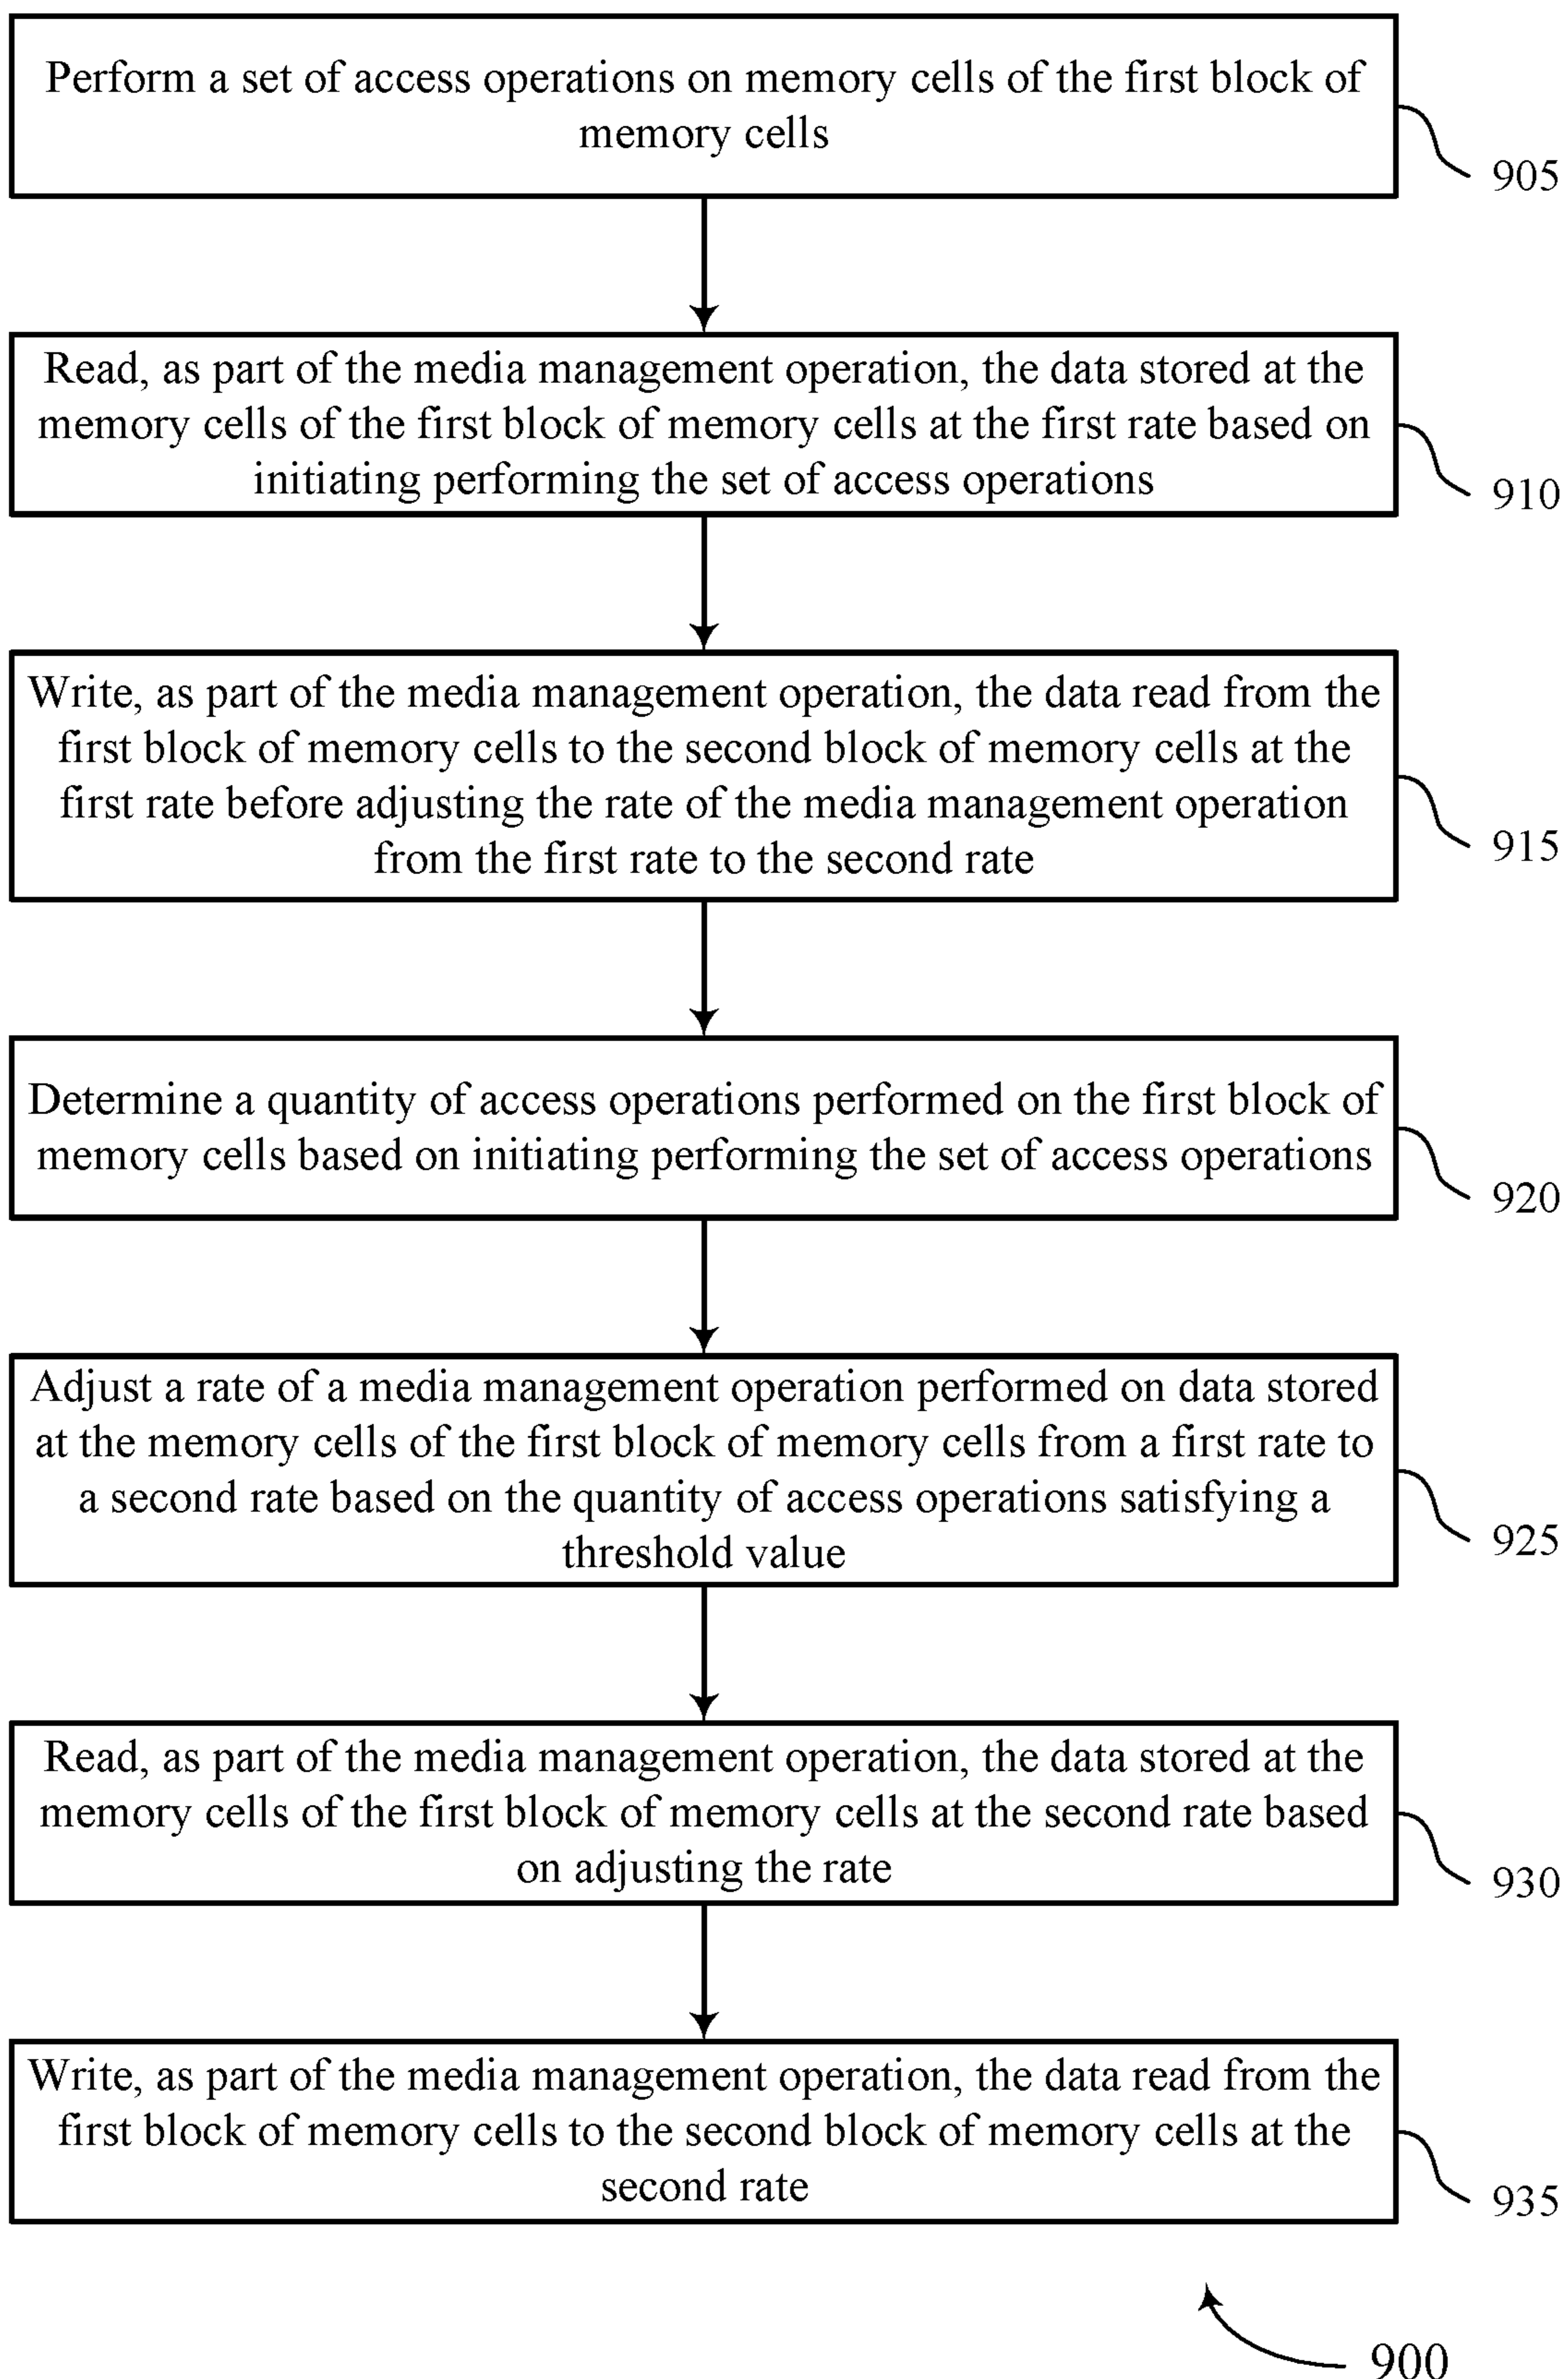 Perform a set of access operations on memory cells of the first block of
memory cells
905
Read, as part of the media management operation, the data stored at the
memory cells of the first block of memory cells at the first rate based on
initiating performing the set of access operations
910
Write, as part of the media management operation, the data read from the
first block of memory cells to the second block of memory cells at the
first rate before adjusting the rate of the media management operation
from the first rate to the second rate
915
Determine a quantity of access operations performed on the first block of
memory cells based on initiating performing the set of access operations
920
Adjust a rate of a media management operation performed on data stored
at the memory cells of the first block of memory cells from a first rate to
a second rate based on the quantity of access operations satisfying a
threshold value
925
Read, as part of the media management operation, the data stored at the
memory cells of the first block of memory cells at the second rate based
on adjusting the rate
930
Write, as part of the media management operation, the data read from the
first block of memory cells to the second block of memory cells at the
second rate
935
900